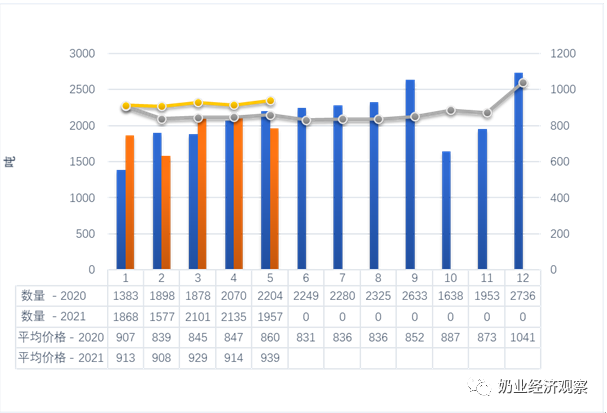 3000 1200
2500 1000
2000 800
吨
1500 600
1000 400
500 200
0 0
1 2 3 4 5 6 7 8 9 10 11 12
数量 - 2020 1383 1898 1878 2070 2204 2249 2280 2325 2633 1638 1953 2736
数量 - 2021 1868 1577 2101 2135 1957 0 0 0 0 0 0 0
平均价格 - 2020 907 839 845 847 860 831 836 836 852 887 873 1041
平均价格 - 2021 913 908 929 914 939
奶业经济观察